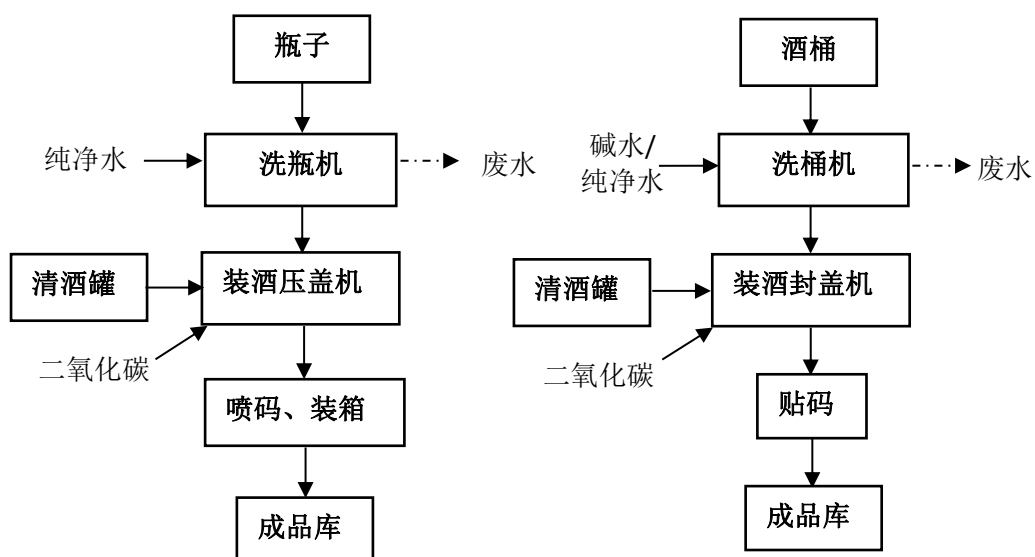 瓶子
纯净水
洗瓶机
废水
清酒罐
装酒压盖机
二氧化碳
喷码、装箱
成品库
酒桶
碱水/
纯净水
洗桶机
废水
清酒罐
装酒封盖机
二氧化碳
贴码
成品库